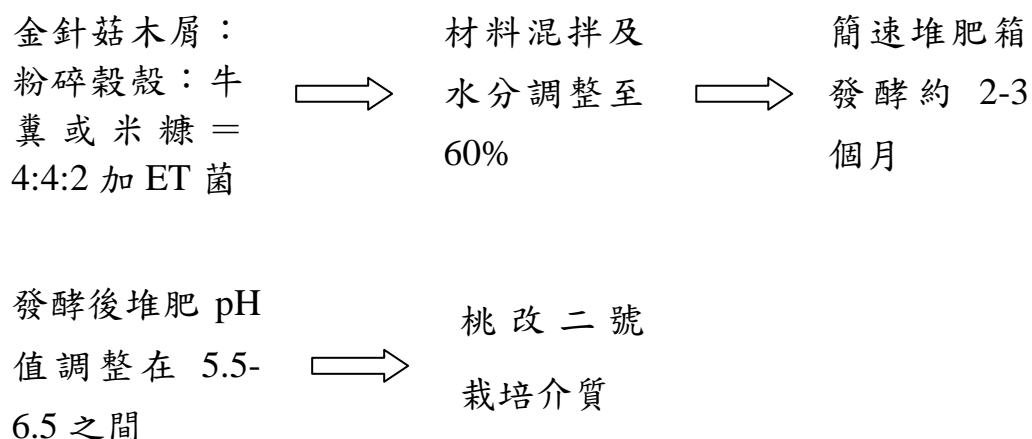 金針菇木屑：
粉碎穀殼：牛
糞或米糠＝
4:4:2 加 ET 菌
材料混拌及
水分調整至
60%
簡速堆肥箱
發酵約 2-3
個月
發酵後堆肥 pH
值調整在 5.5-
6.5 之間
桃改二號
栽培介質